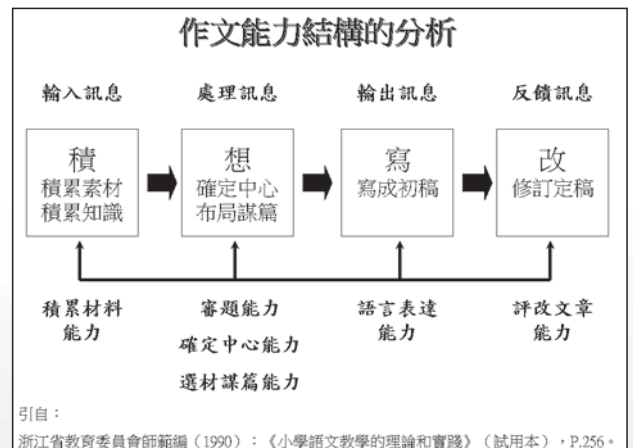 作文能力結構的分析
輸入訊息
處理訊息
輸出訊息
反饋訊息
積
積累素材
積累知識
想
確定中心
布局謀篇
寫
寫成初稿
改
修訂定稿
積累材料
能力
審題能力
確定中心能力
選材謀篇能力
語言表達
能力
評改文章
能力
引自：
浙江省教育委員會師範編（1990）：《小學語文教學的理論和實踐》（試用本），P.256。